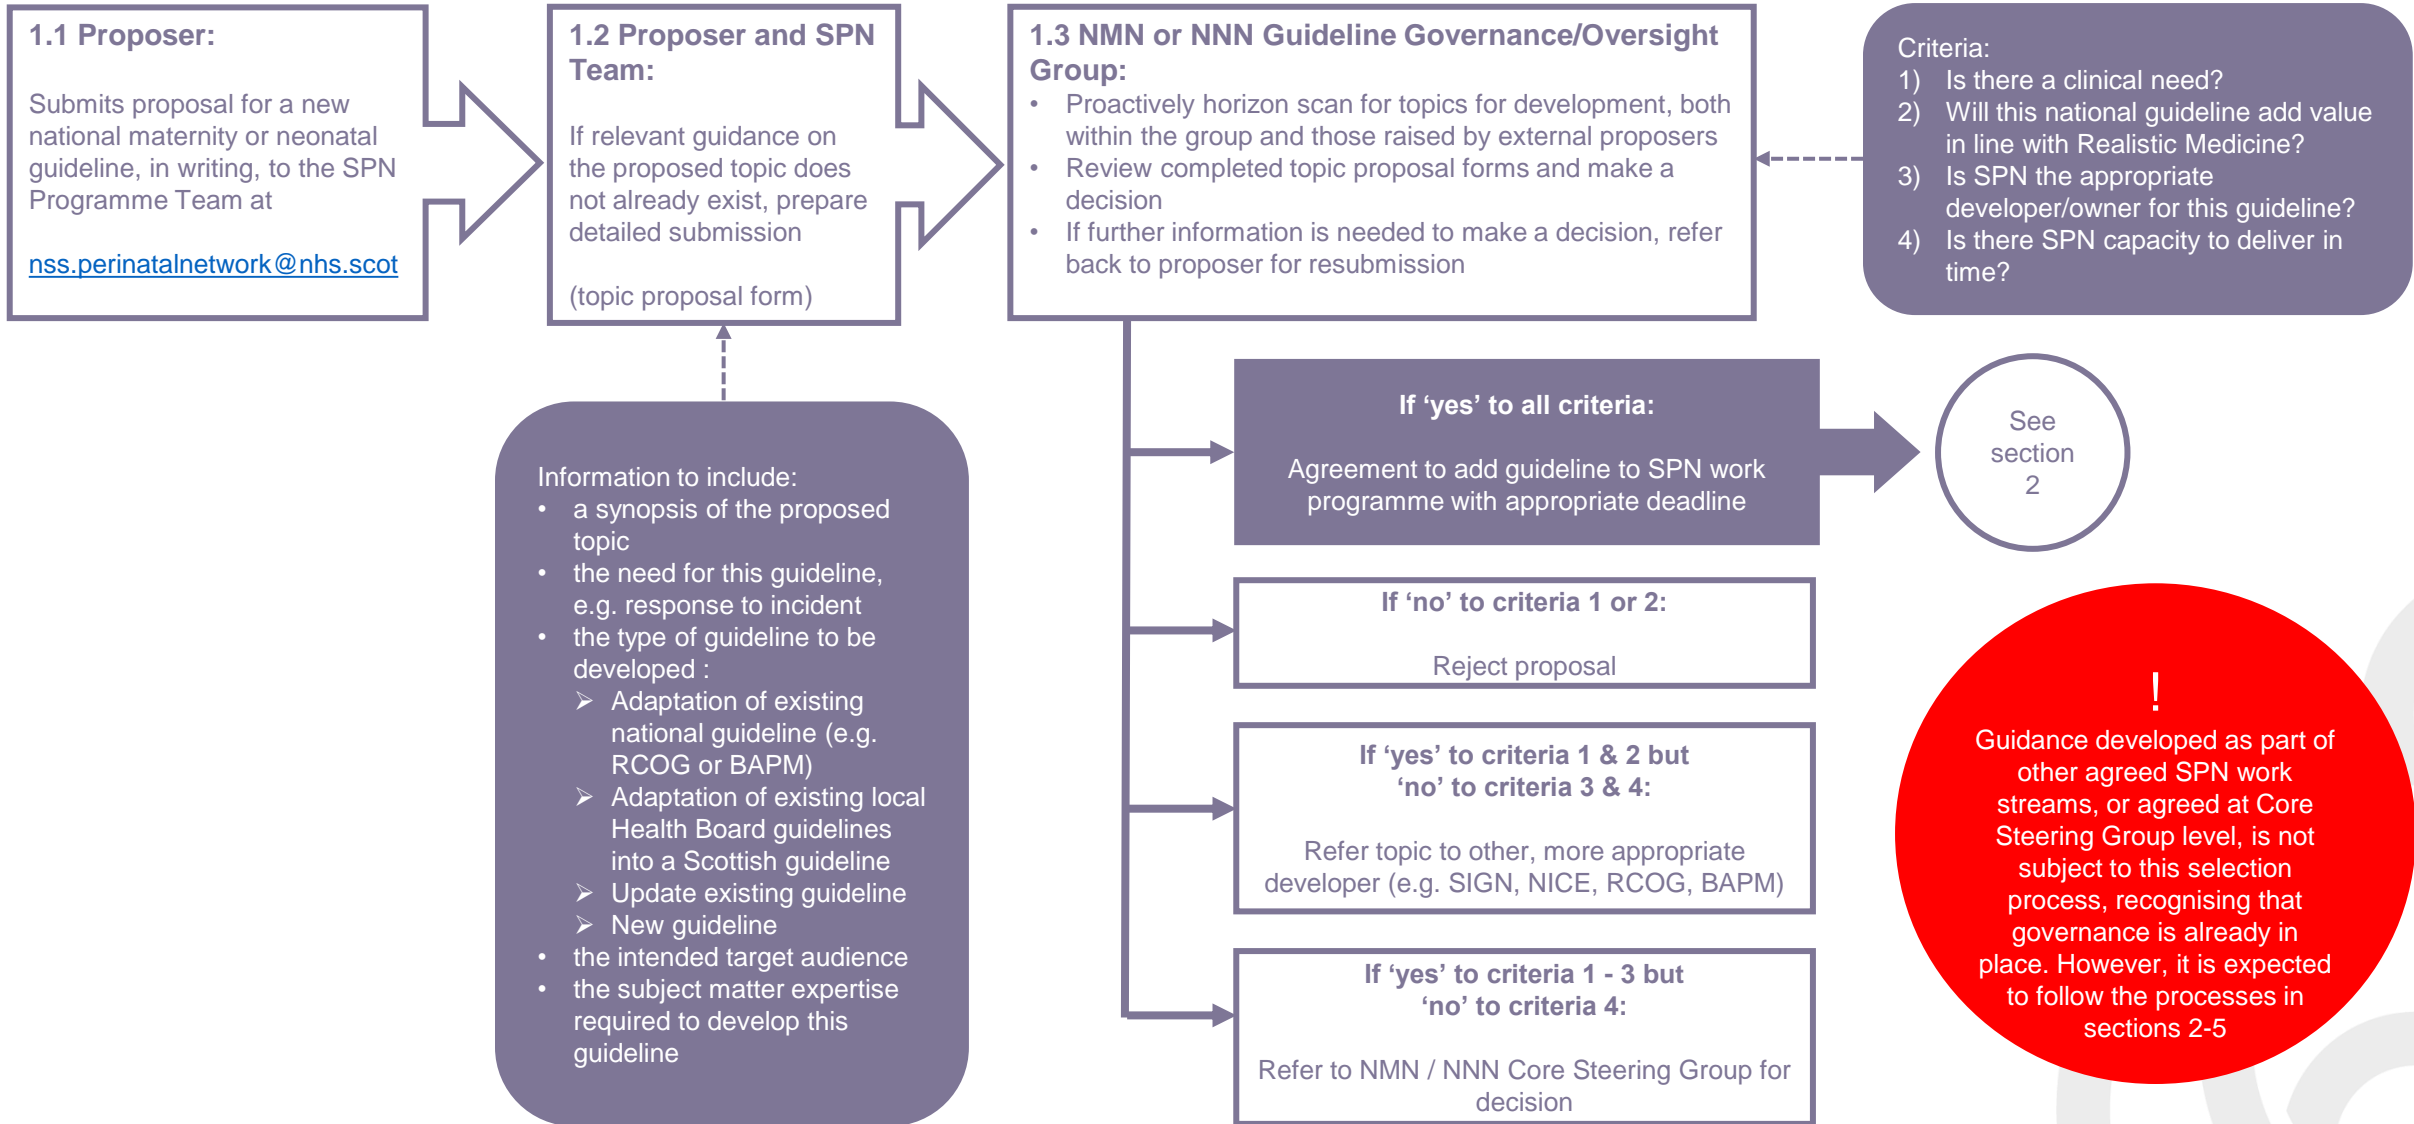 1.1 Proposer:
Submits proposal for a new
national maternity or neonatal
guideline, in writing, to the SPN
Programme Team at
nss.perinatalnetwork@nhs.scot
1.2 Proposer and SPN
Team:
If relevant guidance on
the proposed topic does
not already exist, prepare
detailed submission
(topic proposal form)
1.3 NMN or NNN Guideline Governance/Oversight
Group:
• Proactively horizon scan for topics for development, both
within the group and those raised by external proposers
• Review completed topic proposal forms and make a
decision
• If further information is needed to make a decision, refer
back to proposer for resubmission
Criteria:
1) Is there a clinical need?
2) Will this national guideline add value
in line with Realistic Medicine?
3) Is SPN the appropriate
developer/owner for this guideline?
4) Is there SPN capacity to deliver in
time?
Information to include:
• a synopsis of the proposed
topic
• the need for this guideline,
e.g. response to incident
• the type of guideline to be
developed :
➢ Adaptation of existing
national guideline (e.g.
RCOG or BAPM)
➢ Adaptation of existing local
Health Board guidelines
into a Scottish guideline
➢ Update existing guideline
➢ New guideline
• the intended target audience
• the subject matter expertise
required to develop this
guideline
If ‘yes’ to all criteria:
Agreement to add guideline to SPN work
programme with appropriate deadline
See
section
2
If ‘no’ to criteria 1 or 2:
Reject proposal
If ‘yes’ to criteria 1 & 2 but
‘no’ to criteria 3 & 4:
Refer topic to other, more appropriate
developer (e.g. SIGN, NICE, RCOG, BAPM)
If ‘yes’ to criteria 1 - 3 but
‘no’ to criteria 4:
Refer to NMN / NNN Core Steering Group for
decision
!
Guidance developed as part of
other agreed SPN work
streams, or agreed at Core
Steering Group level, is not
subject to this selection
process, recognising that
governance is already in
place. However, it is expected
to follow the processes in
sections 2-5